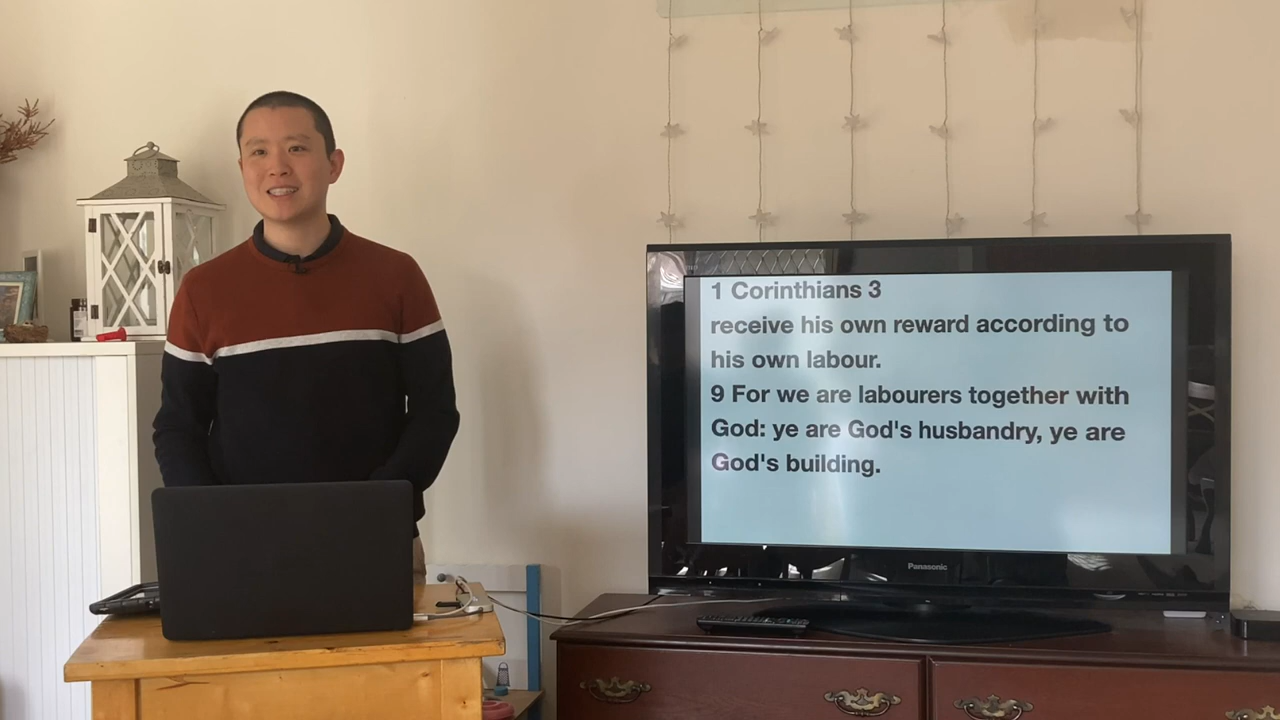 1 Corinthians 3
receive his own reward according to
his own labour.
9 For we are labourers together with
God: ye are God's husbandry, ye are
God's building.
Panasonic